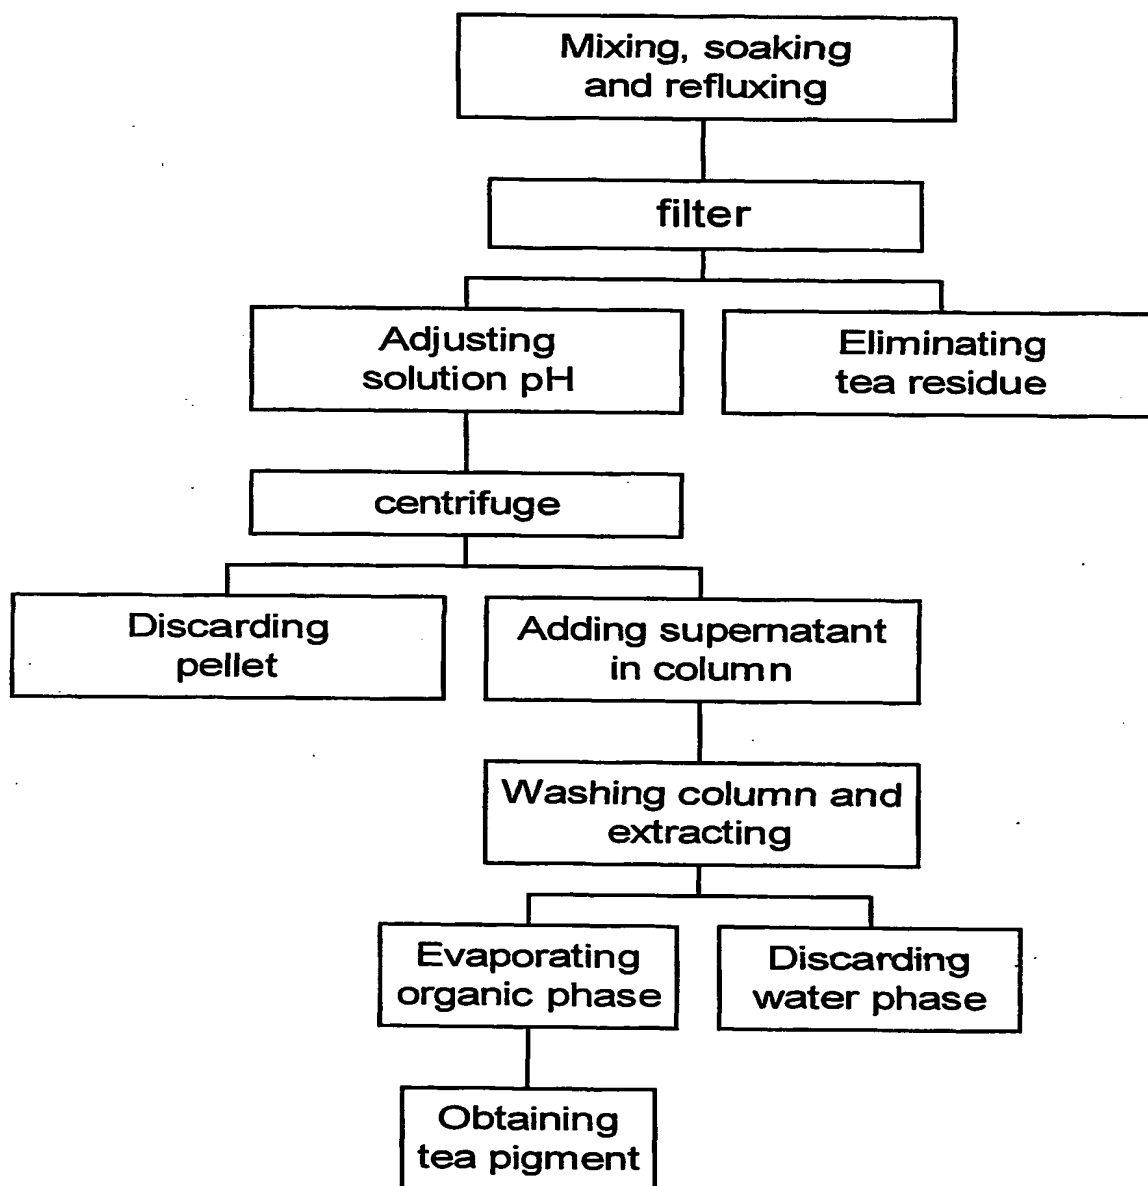 Mixing, soaking
and refluxing
filter
Adjusting
solution pH
Eliminating
tea residue
centrifuge
Discarding
pellet
Adding supernatant
in column
Washing column and
extracting
Evaporating
organic phase
Discarding
water phase
Obtaining
tea pigment